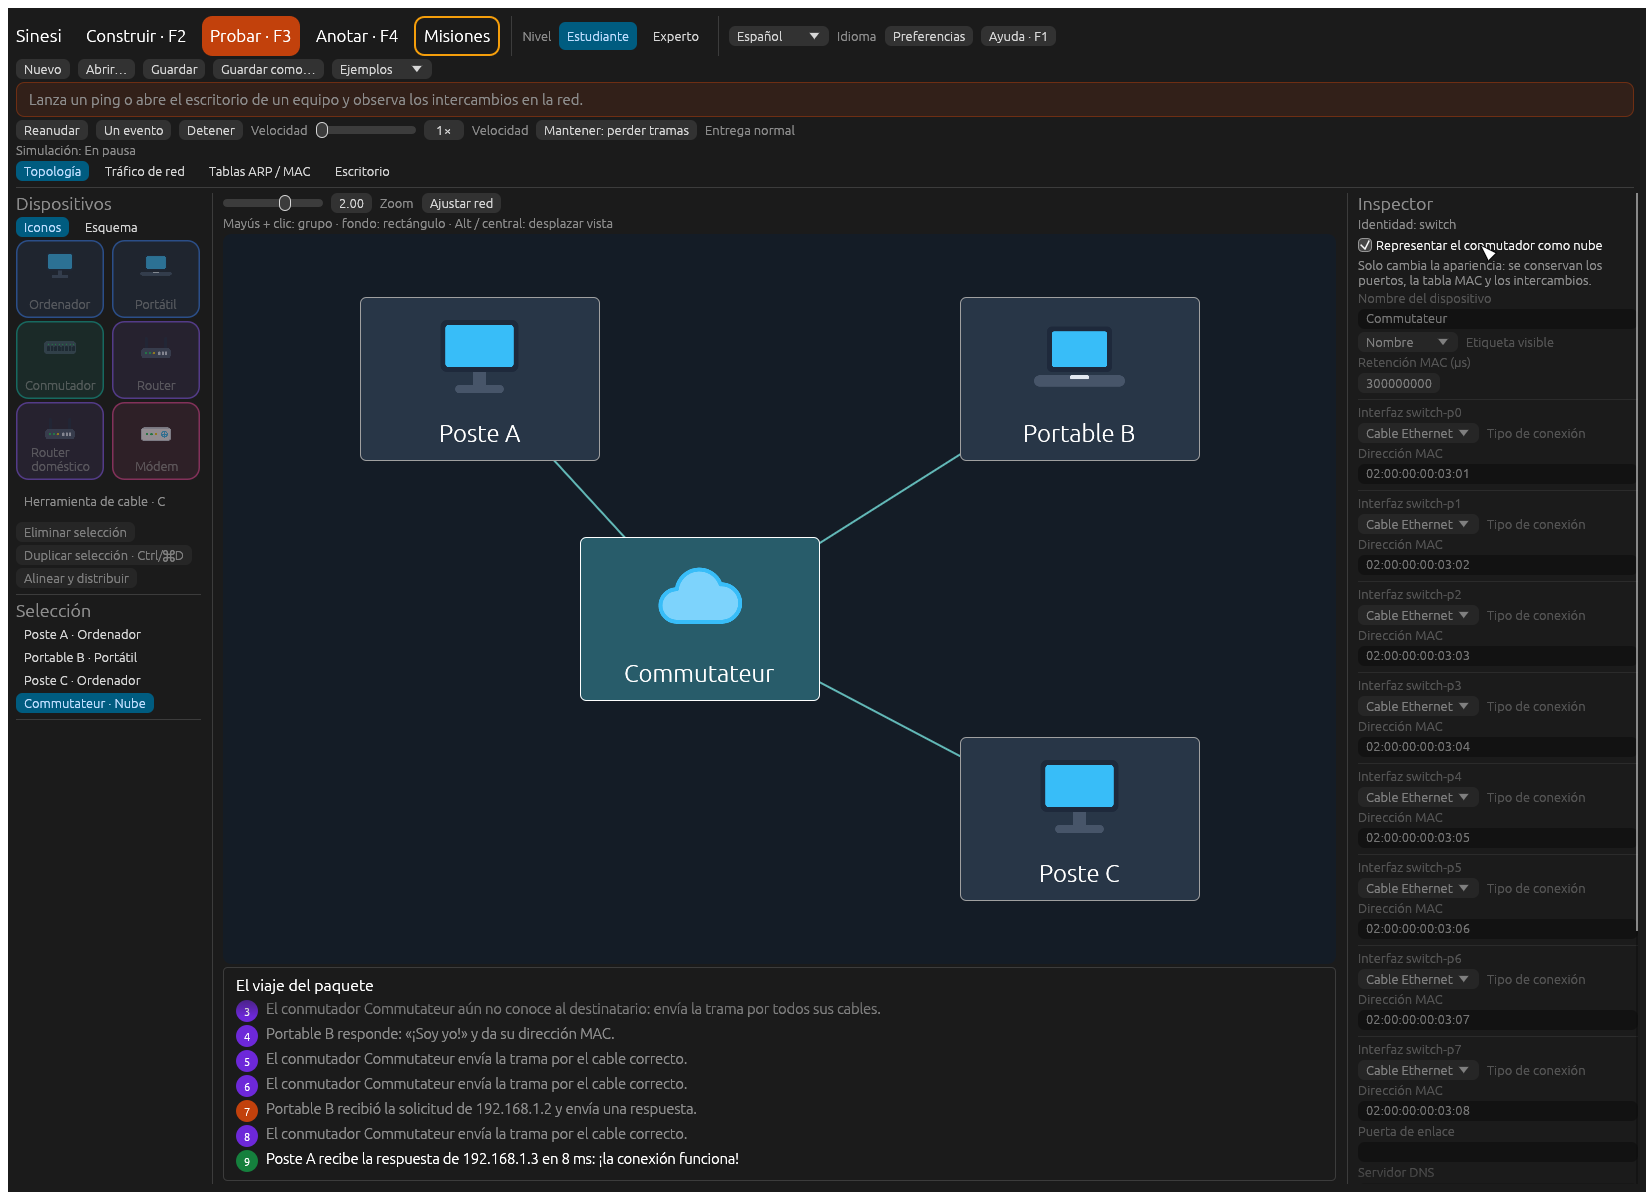 Sinesi Construir · F2 Probar · F3 Anotar · F4 Misiones Nivel Estudiante Experto Español Idioma Preferencias Ayuda · F1
Nuevo Abrir... Guardar Guardar como... Ejemplos
Lanza un ping o abre el escritorio de un equipo y observa los intercambios en la red.
Reanudar Un evento Detener Velocidad 1× Velocidad Mantener: perder tramas Entrega normal
Simulación: En pausa
Topología Tráfico de red Tablas ARP / MAC Escritorio
Dispositivos
Iconos Esquema
Ordenador Portátil
Conmutador Router
Router doméstico Módem
Herramienta de cable · C
Eliminar selección
Duplicar selección · Ctrl/⌘D
Alinear y distribuir
Selección
Poste A · Ordenador
Portable B · Portátil
Poste C · Ordenador
Commutateur · Nube
2.00 Zoom Ajustar red
Mayús + clic: grupo · fondo: rectángulo · Alt / central: desplazar vista
Poste A
Portable B
Commutateur
Poste C
El viaje del paquete
3 El conmutador Commutateur aún no conoce al destinatario: envía la trama por todos sus cables.
4 Portable B responde: «¡Soy yo!» y da su dirección MAC.
5 El conmutador Commutateur envía la trama por el cable correcto.
6 El conmutador Commutateur envía la trama por el cable correcto.
7 Portable B recibió la solicitud de 192.168.1.2 y envía una respuesta.
8 El conmutador Commutateur envía la trama por el cable correcto.
9 Poste A recibe la respuesta de 192.168.1.3 en 8 ms: ¡la conexión funciona!
Inspector
Identidad: switch
Representar el conmutador como nube
Solo cambia la apariencia: se conservan los
puertos, la tabla MAC y los intercambios.
Nombre del dispositivo
Commutateur
Nombre Etiqueta visible
Retención MAC (µs)
300000000
Interfaz switch-p0
Cable Ethernet Tipo de conexión
Dirección MAC
02:00:00:00:03:01
Interfaz switch-p1
Cable Ethernet Tipo de conexión
Dirección MAC
02:00:00:00:03:02
Interfaz switch-p2
Cable Ethernet Tipo de conexión
Dirección MAC
02:00:00:00:03:03
Interfaz switch-p3
Cable Ethernet Tipo de conexión
Dirección MAC
02:00:00:00:03:04
Interfaz switch-p4
Cable Ethernet Tipo de conexión
Dirección MAC
02:00:00:00:03:05
Interfaz switch-p5
Cable Ethernet Tipo de conexión
Dirección MAC
02:00:00:00:03:06
Interfaz switch-p6
Cable Ethernet Tipo de conexión
Dirección MAC
02:00:00:00:03:07
Interfaz switch-p7
Cable Ethernet Tipo de conexión
Dirección MAC
02:00:00:00:03:08
Puerta de enlace
Servidor DNS